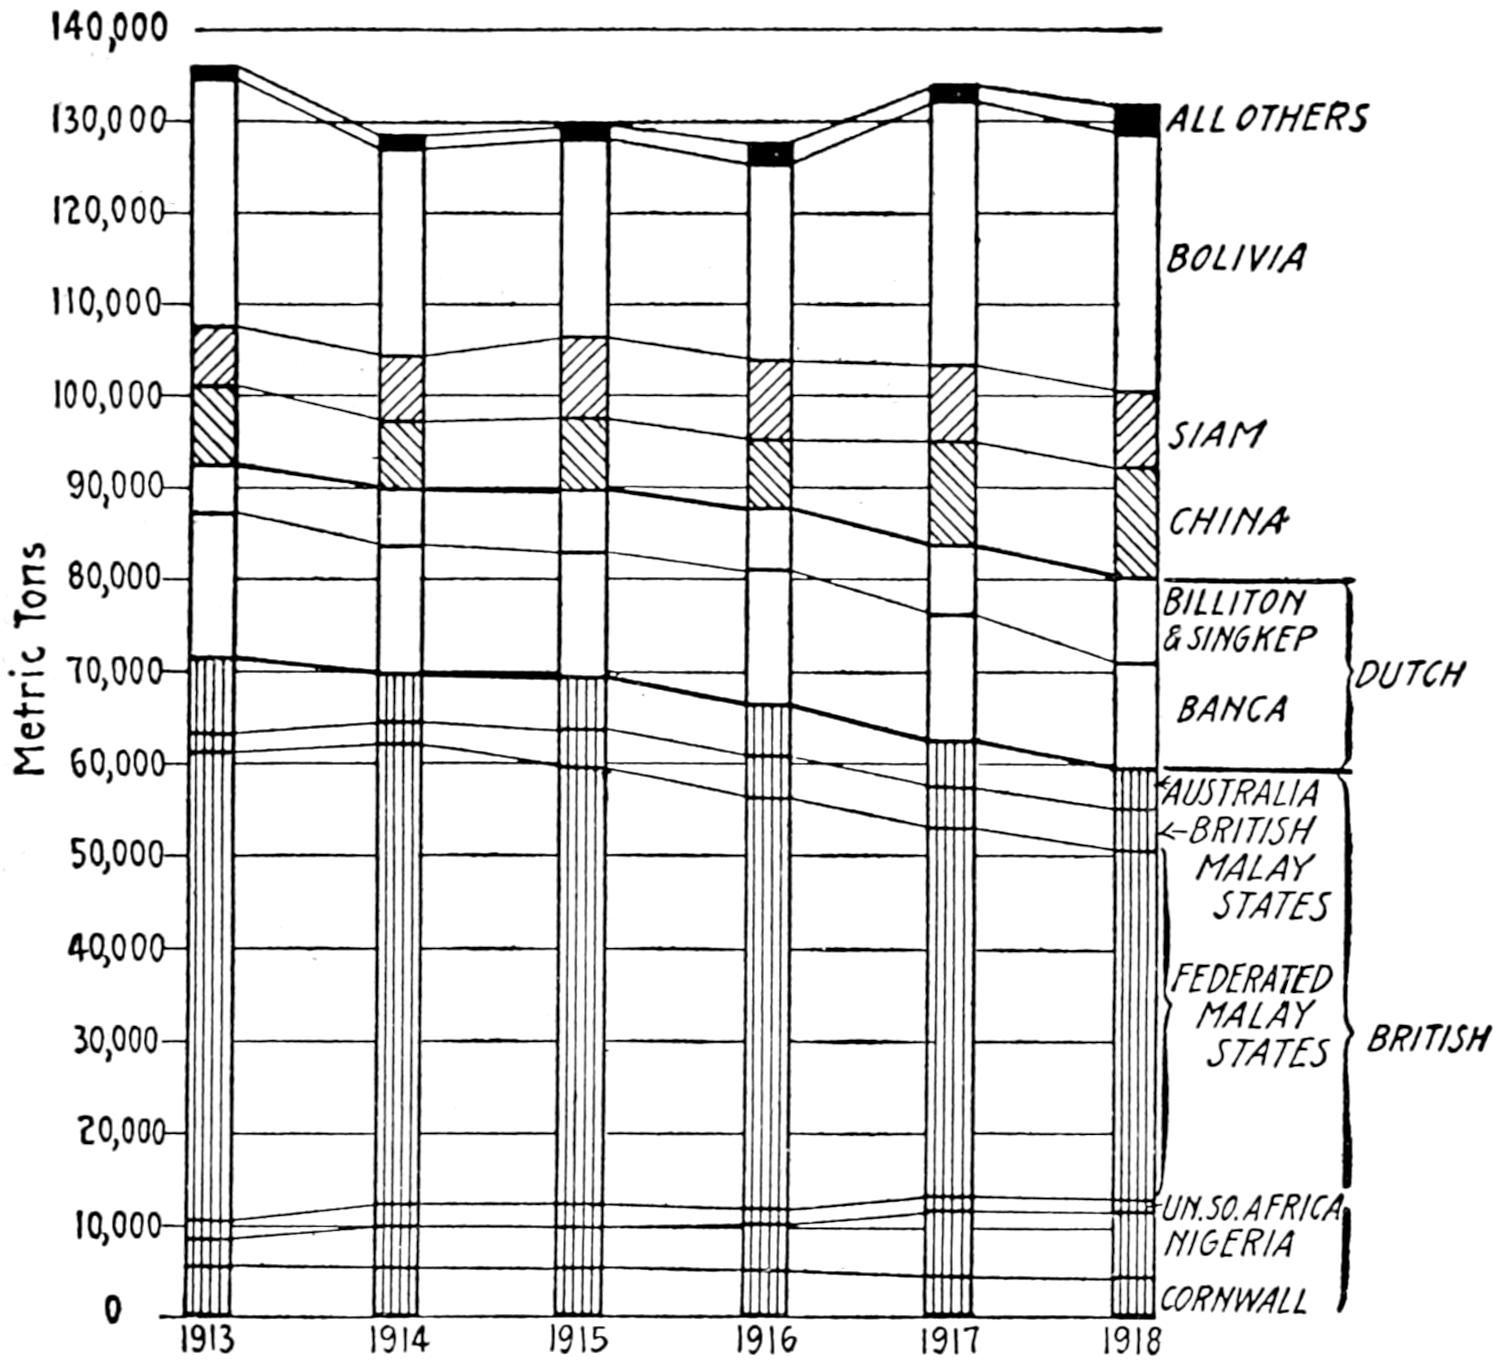 140,000
130,000
120,000
110,000
100,000
90,000
80,000
70,000
60,000
50,000
40,000
30,000
20,000
10,000
0
Metric Tons
1913 1914 1915 1916 1917 1918
ALL OTHERS
BOLIVIA
SIAM
CHINA
BILLITON
& SINGKEP
BANCA
DUTCH
AUSTRALIA
BRITISH
MALAY
STATES
FEDERATED
MALAY
STATES
BRITISH
UN. SO. AFRICA
NIGERIA
CORNWALL